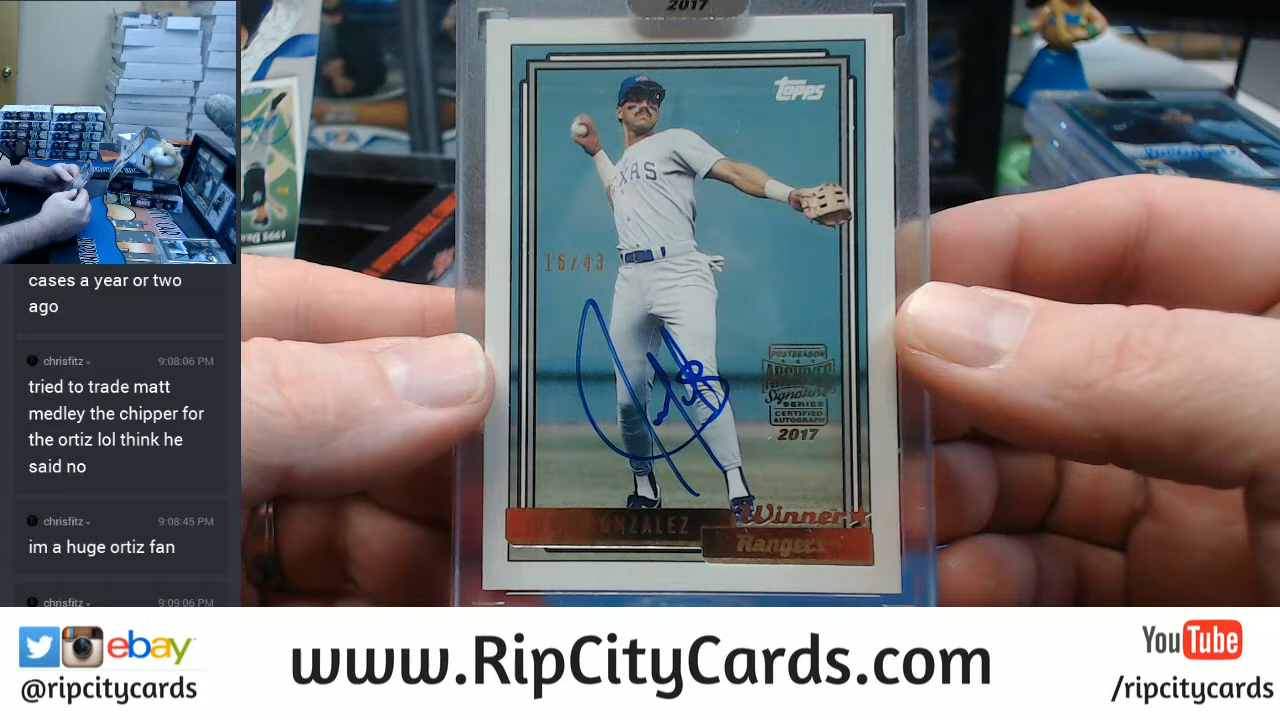 cases a year or two
ago
chrisfitz
9:08:06 PM
tried to trade matt
medley the chipper for
the ortiz lol think he
said no
chrisfitz
9:08:45 PM
im a huge ortiz fan
chrisfitz
9:09:06 PM
2017
Topps
TEXAS
15/43
POSTSEASON
ARCHIVES
Signature
SERIES
CERTIFIED
AUTOGRAPH
2017
GONZALEZ
Winner
Rangers
ebay
@ripcitycards
www.RipCityCards.com
YouTube
/ripcitycards